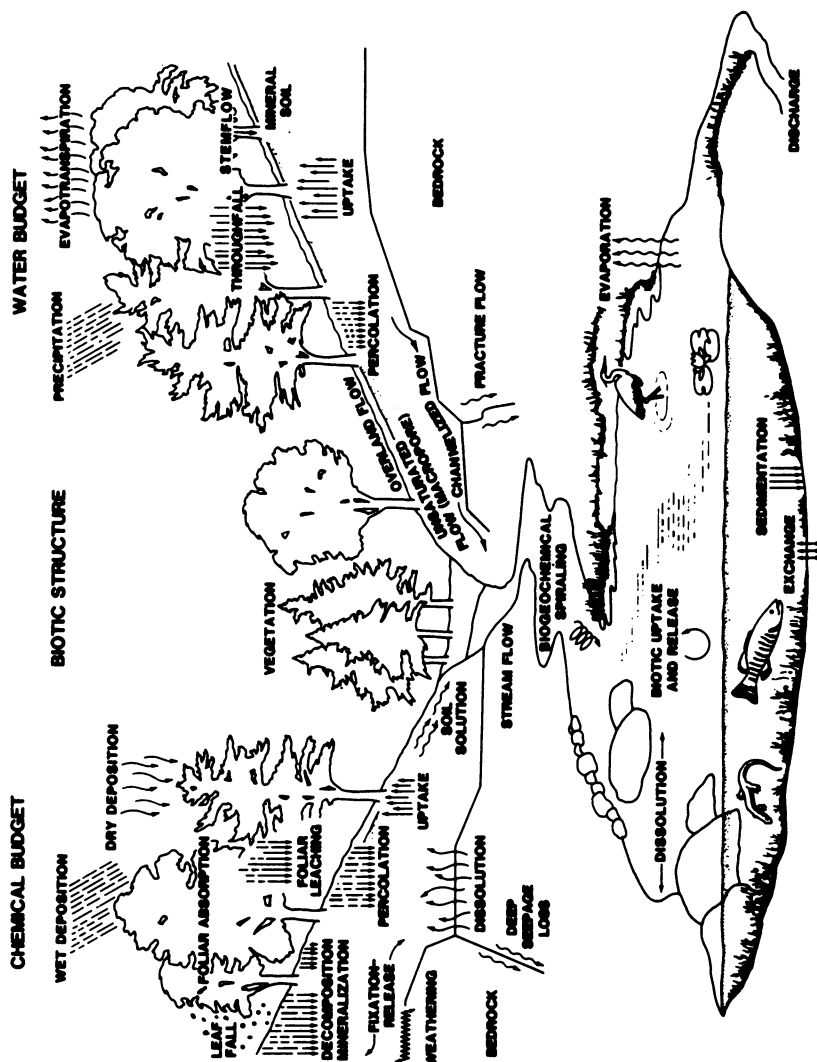 CHEMICAL BUDGET
BIOTIC STRUCTURE
WATER BUDGET
WET DEPOSITION
DRY DEPOSITION
PRECIPITATION
EVAPOTRANSPIRATION
LEAF
FALL
FOLIAR ABSORPTION
FOLIAR
LEACHING
VEGETATION
THROUGHFALL
STEMFLOW
MINERAL
SOIL
DECOMPOSITION
MINERALIZATION
PERCOLATION
UPTAKE
SOIL
SOLUTION
OVERLAND FLOW
UNSATURATED
FLOW (MACROPORE)
CHANNELIZED FLOW
PERCOLATION
UPTAKE
FIXATION-
RELEASE
WEATHERING
DISSOLUTION
STREAM FLOW
FRACTURE FLOW
BEDROCK
BEDROCK
DEEP
SEEPAGE
LOSS
BIOGEOCHEMICAL
SPIRALING
EVAPORATION
DISSOLUTION
BIOTIC UPTAKE
AND RELEASE
SEDIMENTATION
EXCHANGE
DISCHARGE